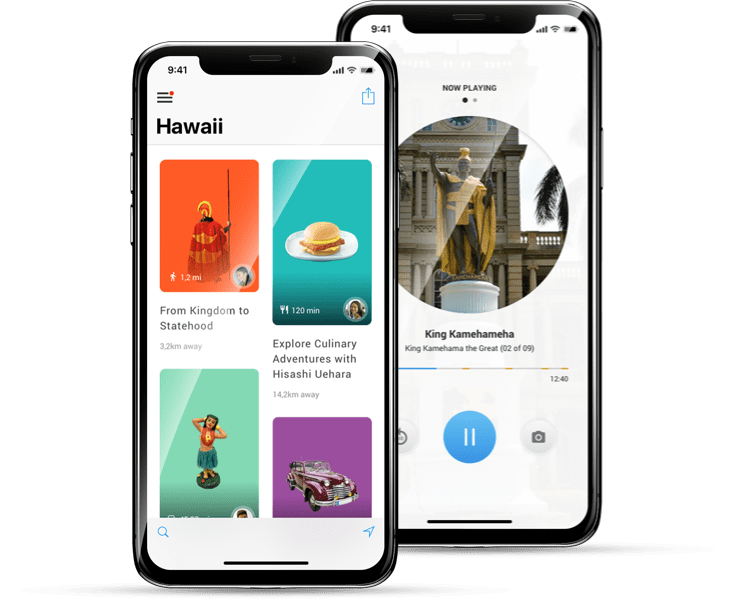 9:41
Hawaii
1,2 mi
From Kingdom to
Statehood
3,2km away
120 min
Explore Culinary
Adventures with
Hisashi Uehara
14,2km away
9:41
NOW PLAYING
King Kamehameha
King Kamehama the Great (02 of 09)
12:40